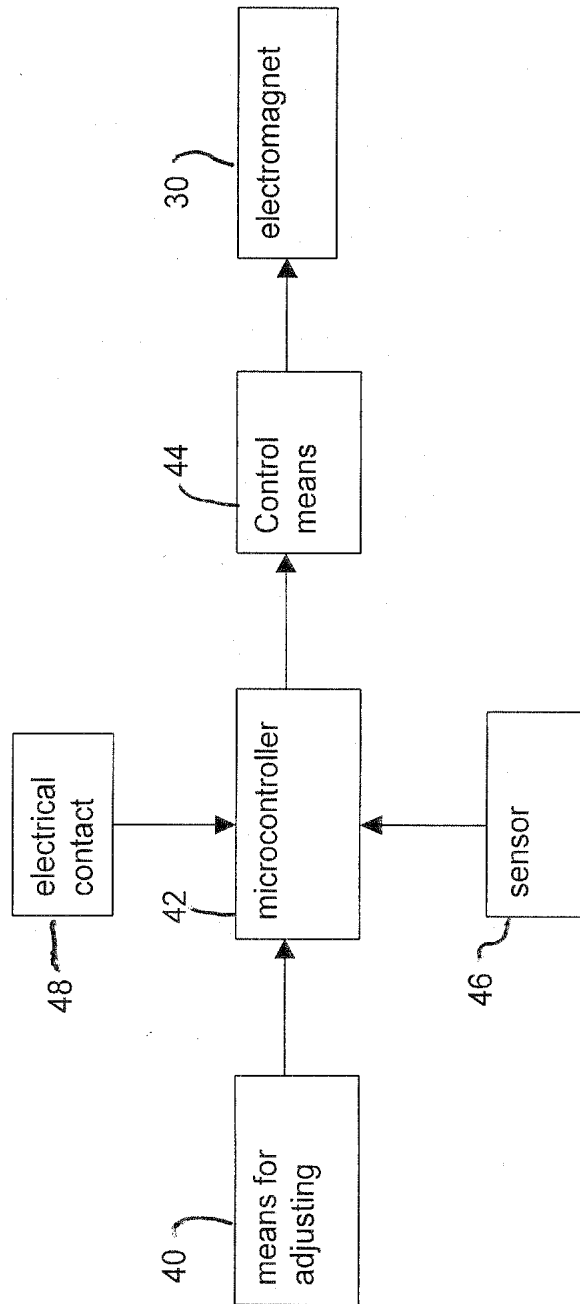 48
electrical
contact
40
means for
adjusting
42
microcontroller
44
Control
means
30
electromagnet
46
sensor